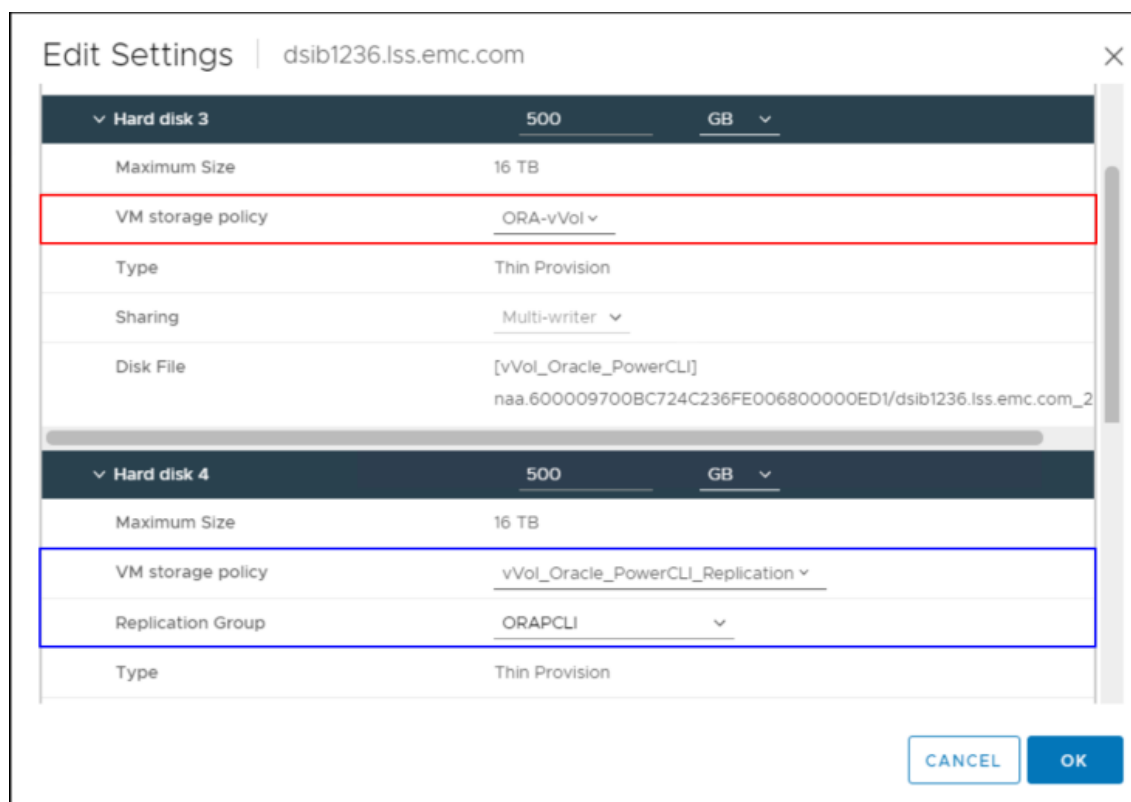 Edit Settings dsib1236.lss.emc.com
Hard disk 3 500 GB
Maximum Size 16 TB
VM storage policy ORA-vVol
Type Thin Provision
Sharing Multi-writer
Disk File [vVol_Oracle_PowerCLI]
naa.600009700BC724C236FE006800000ED1/dsib1236.lss.emc.com_2
Hard disk 4 500 GB
Maximum Size 16 TB
VM storage policy vVol_Oracle_PowerCLI_Replication
Replication Group ORAPCLI
Type Thin Provision
CANCEL OK